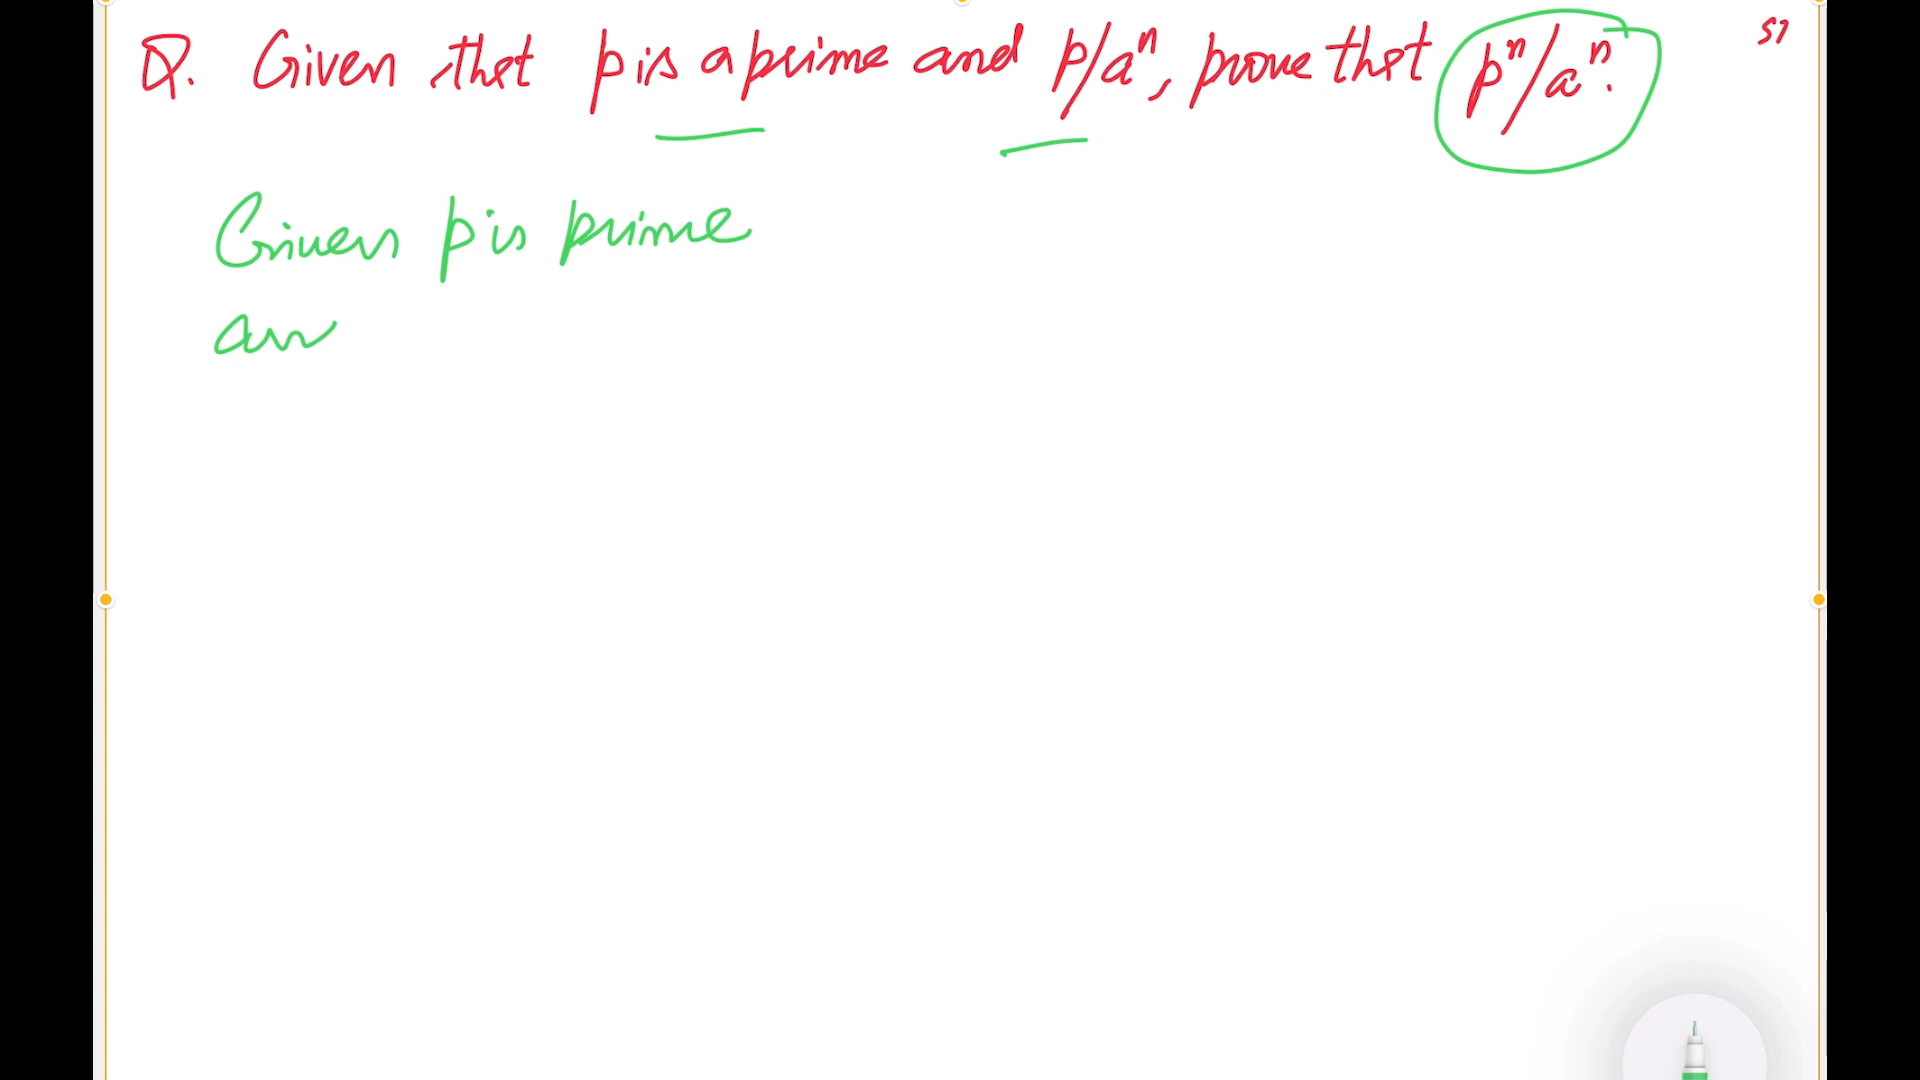 Q. Given that p is a prime and p/aⁿ, prove that pⁿ/aⁿ. 57
Given p is prime
an